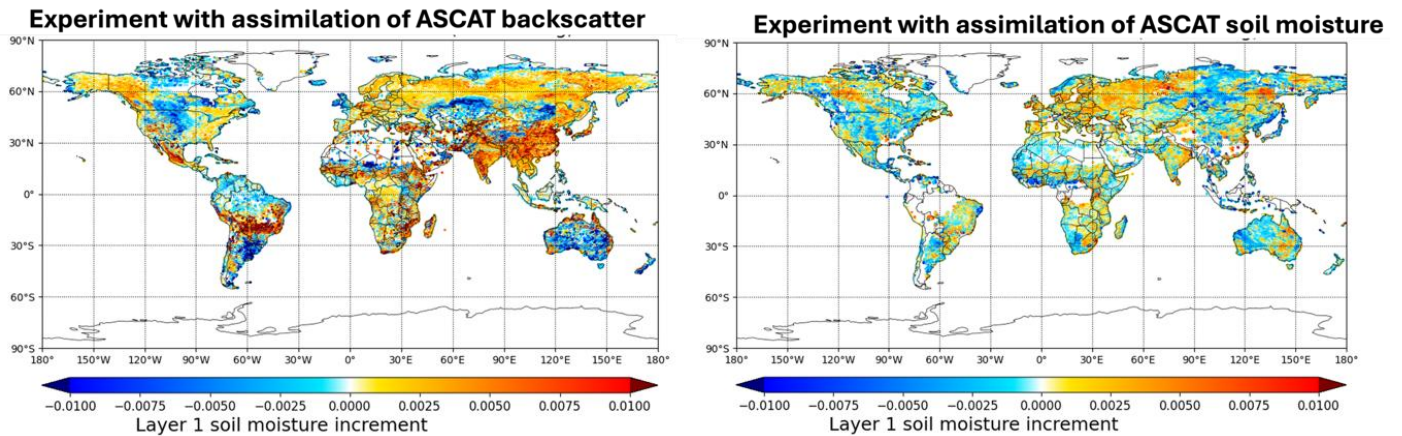 Experiment with assimilation of ASCAT backscatter
90°N
60°N
30°N
0°
30°S
60°S
90°S
180° 150°W 120°W 90°W 60°W 30°W 0° 30°E 60°E 90°E 120°E 150°E 180°
−0.0100 −0.0075 −0.0050 −0.0025 0.0000 0.0025 0.0050 0.0075 0.0100
Layer 1 soil moisture increment
Experiment with assimilation of ASCAT soil moisture
90°N
60°N
30°N
0°
30°S
60°S
90°S
180° 150°W 120°W 90°W 60°W 30°W 0° 30°E 60°E 90°E 120°E 150°E 180°
−0.0100 −0.0075 −0.0050 −0.0025 0.0000 0.0025 0.0050 0.0075 0.0100
Layer 1 soil moisture increment